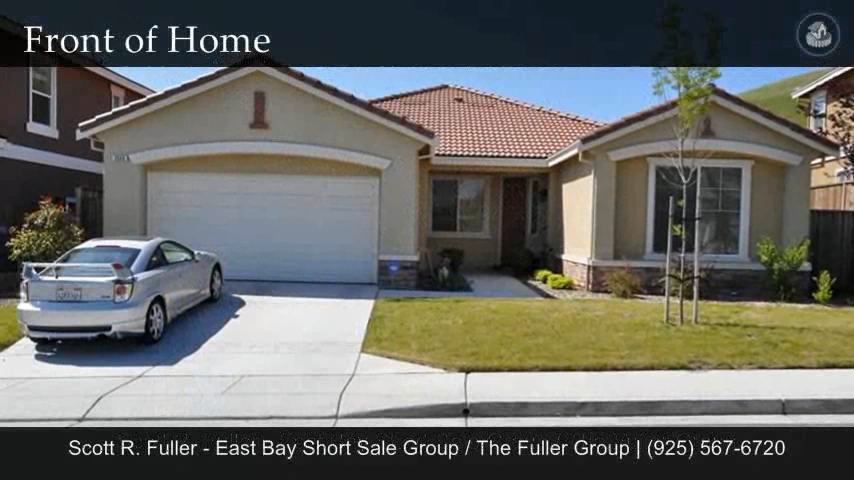 Front of Home
Scott R. Fuller - East Bay Short Sale Group / The Fuller Group | (925) 567-6720